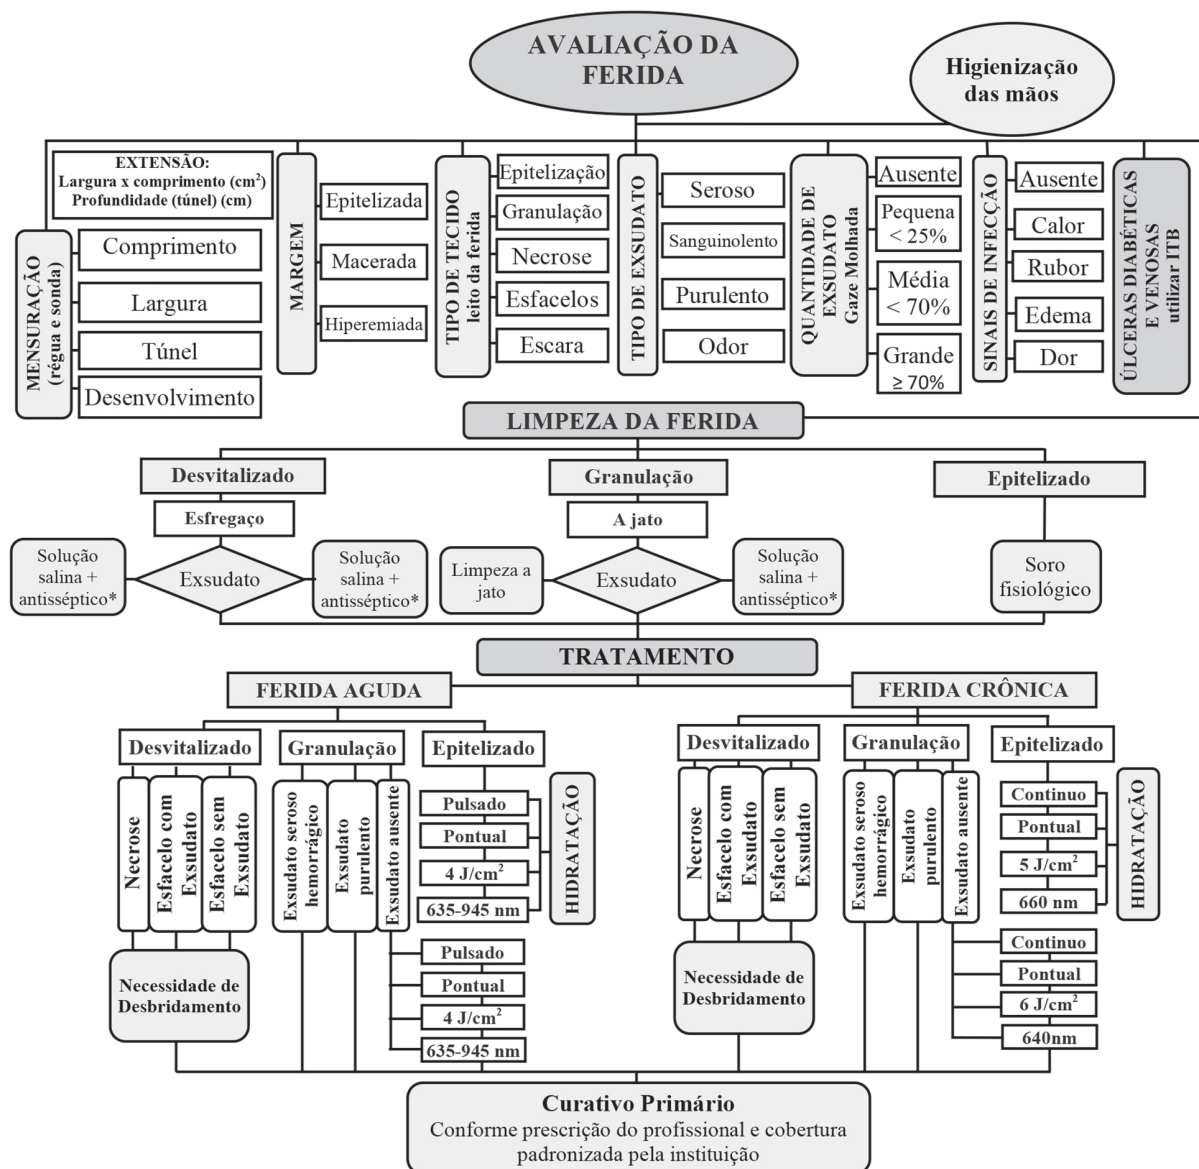 AVALIAÇÃO DA
FERIDA
Higienização
das mãos
MENSURAÇÃO
(régua e sonda)
EXTENSÃO:
Largura x comprimento (cm²)
Profundidade (túnel) (cm)
Comprimento
Largura
Túnel
Desenvolvimento
MARGEM
Epitelizada
Macerada
Hiperemiada
TIPO DE TECIDO
leito da ferida
Epitelização
Granulação
Necrose
Esfacelos
Escara
TIPO DE EXSUDATO
Seroso
Sanguinolento
Purulento
Odor
QUANTIDADE DE
EXSUDATO
Gaze Molhada
Ausente
Pequena
< 25%
Média
< 70%
Grande
≥ 70%
SINAIS DE INFECÇÃO
Ausente
Calor
Rubor
Edema
Dor
ÚLCERAS DIABÉTICAS
E VENOSAS
utilizar ITB
LIMPEZA DA FERIDA
Desvitalizado
Esfregaço
Solução
salina +
antisséptico*
Exsudato
Solução
salina +
antisséptico*
Granulação
A jato
Limpeza a
jato
Exsudato
Solução
salina +
antisséptico*
Epitelizado
Soro
fisiológico
TRATAMENTO
FERIDA AGUDA
Desvitalizado
Necrose
Esfacelo com
Exsudato
Esfacelo sem
Exsudato
Necessidade de
Desbridamento
Granulação
Exsudato seroso
hemorrágico
Exsudato
purulento
Exsudato ausente
Epitelizado
Pulsado
Pontual
4 J/cm²
635-945 nm
HIDRATAÇÃO
Pulsado
Pontual
4 J/cm²
635-945 nm
FERIDA CRÔNICA
Desvitalizado
Necrose
Esfacelo com
Exsudato
Esfacelo sem
Exsudato
Necessidade de
Desbridamento
Granulação
Exsudato seroso
hemorrágico
Exsudato
purulento
Exsudato ausente
Epitelizado
Continuo
Pontual
5 J/cm²
660 nm
HIDRATAÇÃO
Continuo
Pontual
6 J/cm²
640nm
Curativo Primário
Conforme prescrição do profissional e cobertura
padronizada pela instituição